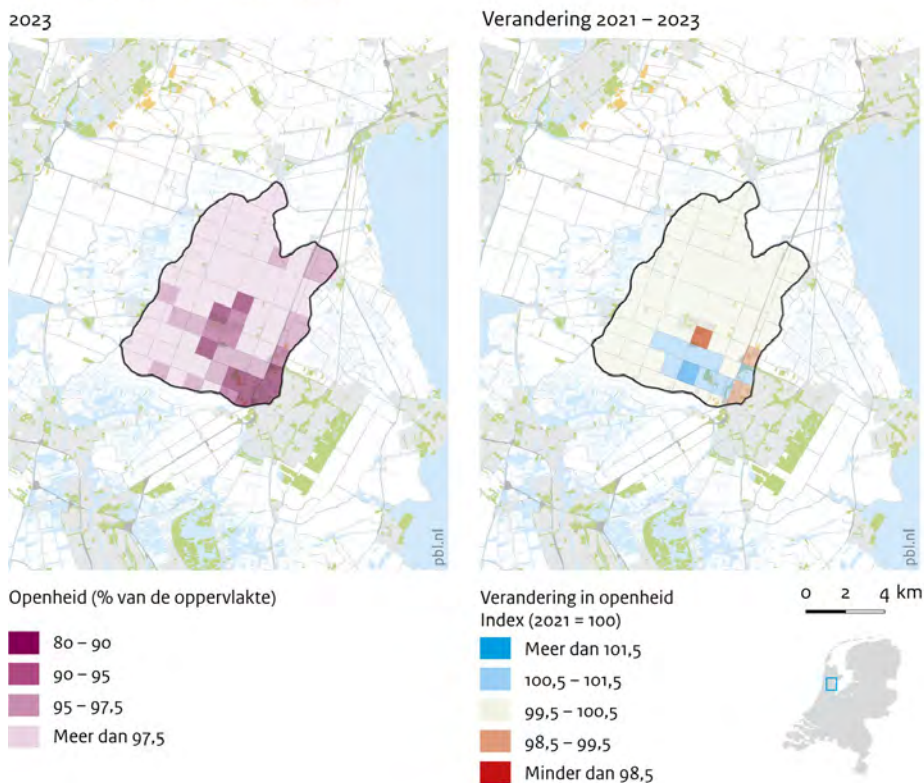 2023
Verandering 2021 – 2023
pbl.nl
pbl.nl
Openheid (% van de oppervlakte)
80 – 90
90 – 95
95 – 97,5
Meer dan 97,5
Verandering in openheid
Index (2021 = 100)
Meer dan 101,5
100,5 – 101,5
99,5 – 100,5
98,5 – 99,5
Minder dan 98,5
0 2 4 km